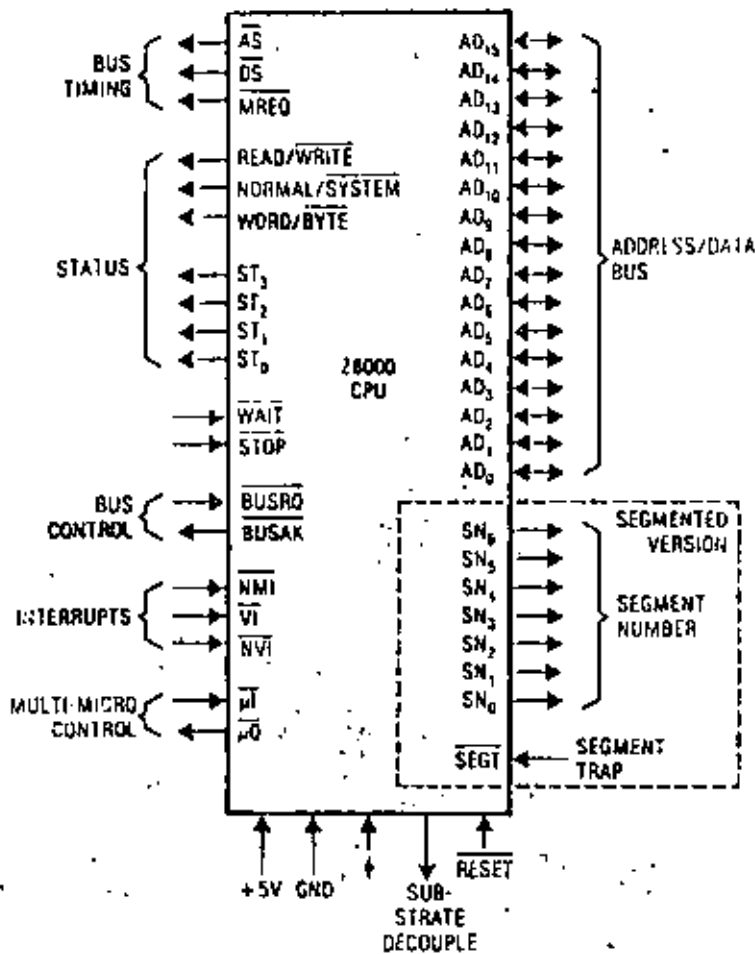 BUS
TIMING
AS
DS
MREQ
STATUS
READ/WRITE
NORMAL/SYSTEM
WORD/BYTE
ST3
ST2
ST1
ST0
WAIT
STOP
BUS
CONTROL
BUSRQ
BUSAK
INTERRUPTS
NMI
VI
NVI
MULTI-MICRO
CONTROL
μI
μO
Z8000
CPU
AD15
AD14
AD13
AD12
AD11
AD10
AD9
AD8
AD7
AD6
AD5
AD4
AD3
AD2
AD1
AD0
ADDRESS/DATA
BUS
SEGMENTED
VERSION
SN6
SN5
SN4
SN3
SN2
SN1
SN0
SEGMENT
NUMBER
SEGT
SEGMENT
TRAP
+5V
GND
SUB-
STRATE
DECOUPLE
RESET